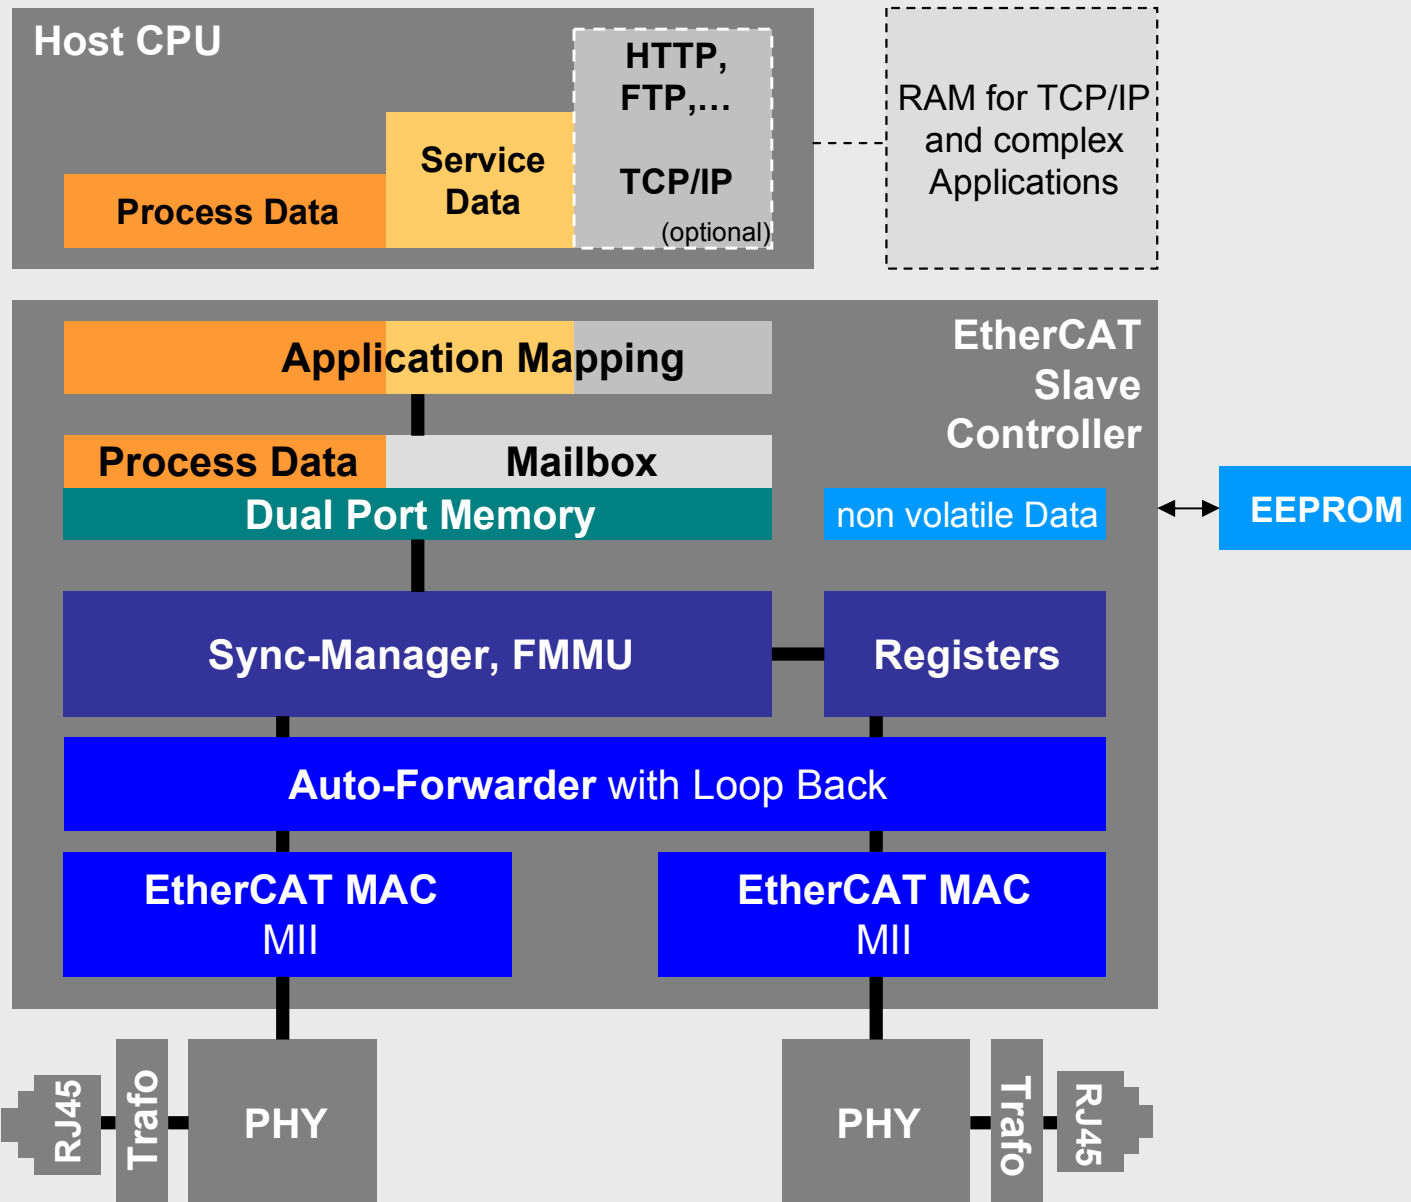 Host CPU
HTTP,
FTP,...
TCP/IP
(optional)
Service
Data
Process Data
RAM for TCP/IP
and complex
Applications
EtherCAT
Slave
Controller
Application Mapping
Process Data
Mailbox
Dual Port Memory
non volatile Data
EEPROM
Sync-Manager, FMMU
Registers
Auto-Forwarder with Loop Back
EtherCAT MAC
MII
EtherCAT MAC
MII
RJ45
Trafo
PHY
PHY
Trafo
RJ45